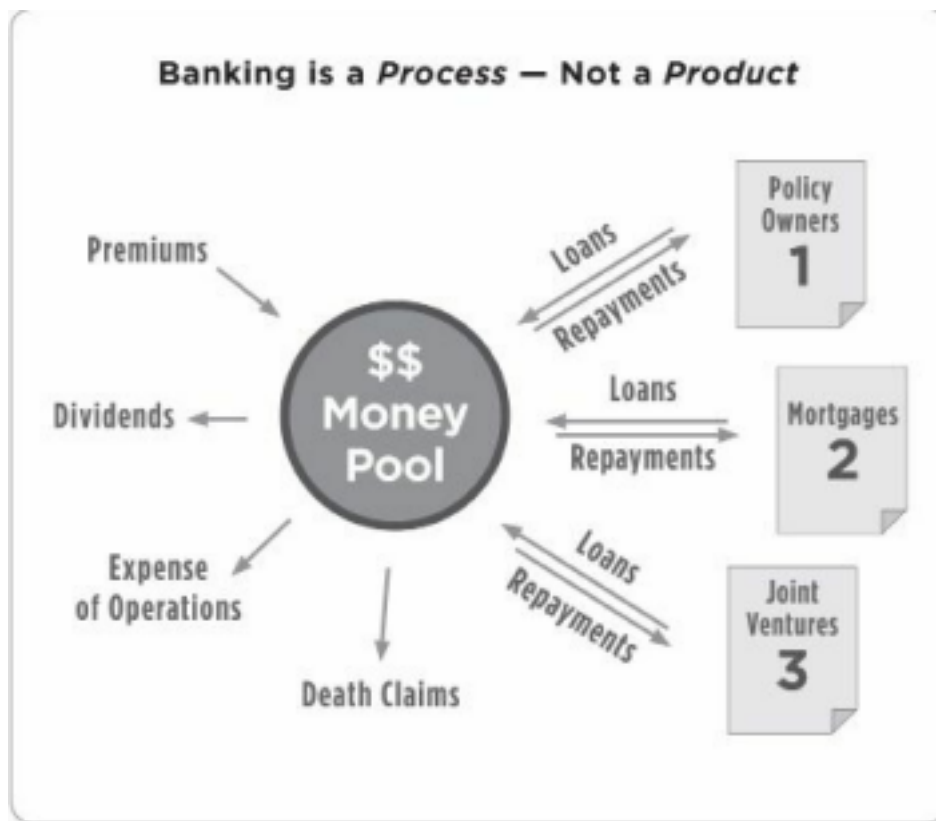 Banking is a Process — Not a Product
Premiums
Dividends
Expense
of Operations
Death Claims
$$
Money
Pool
Loans
Repayments
Policy
Owners
1
Loans
Repayments
Mortgages
2
Loans
Repayments
Joint
Ventures
3